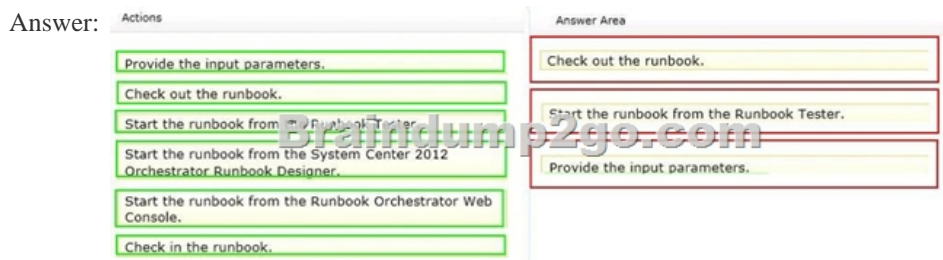 Answer:
Actions
Provide the input parameters.
Check out the runbook.
Start the runbook from the Runbook Tester.
Start the runbook from the System Center 2012
Orchestrator Runbook Designer.
Start the runbook from the Runbook Orchestrator Web
Console.
Check in the runbook.
Answer Area
Check out the runbook.
Start the runbook from the Runbook Tester.
Provide the input parameters.
Braindump2go.com